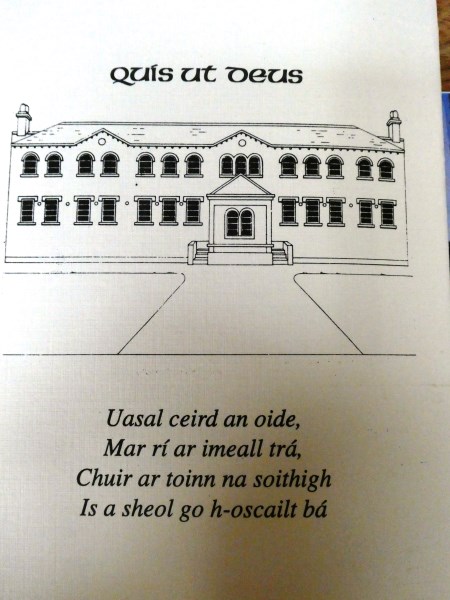 Quis ut Deus
Uasal ceird an oide,
Mar rí ar imeall trá,
Chuir ar toinn na soithigh
Is a sheol go h-oscailt bá